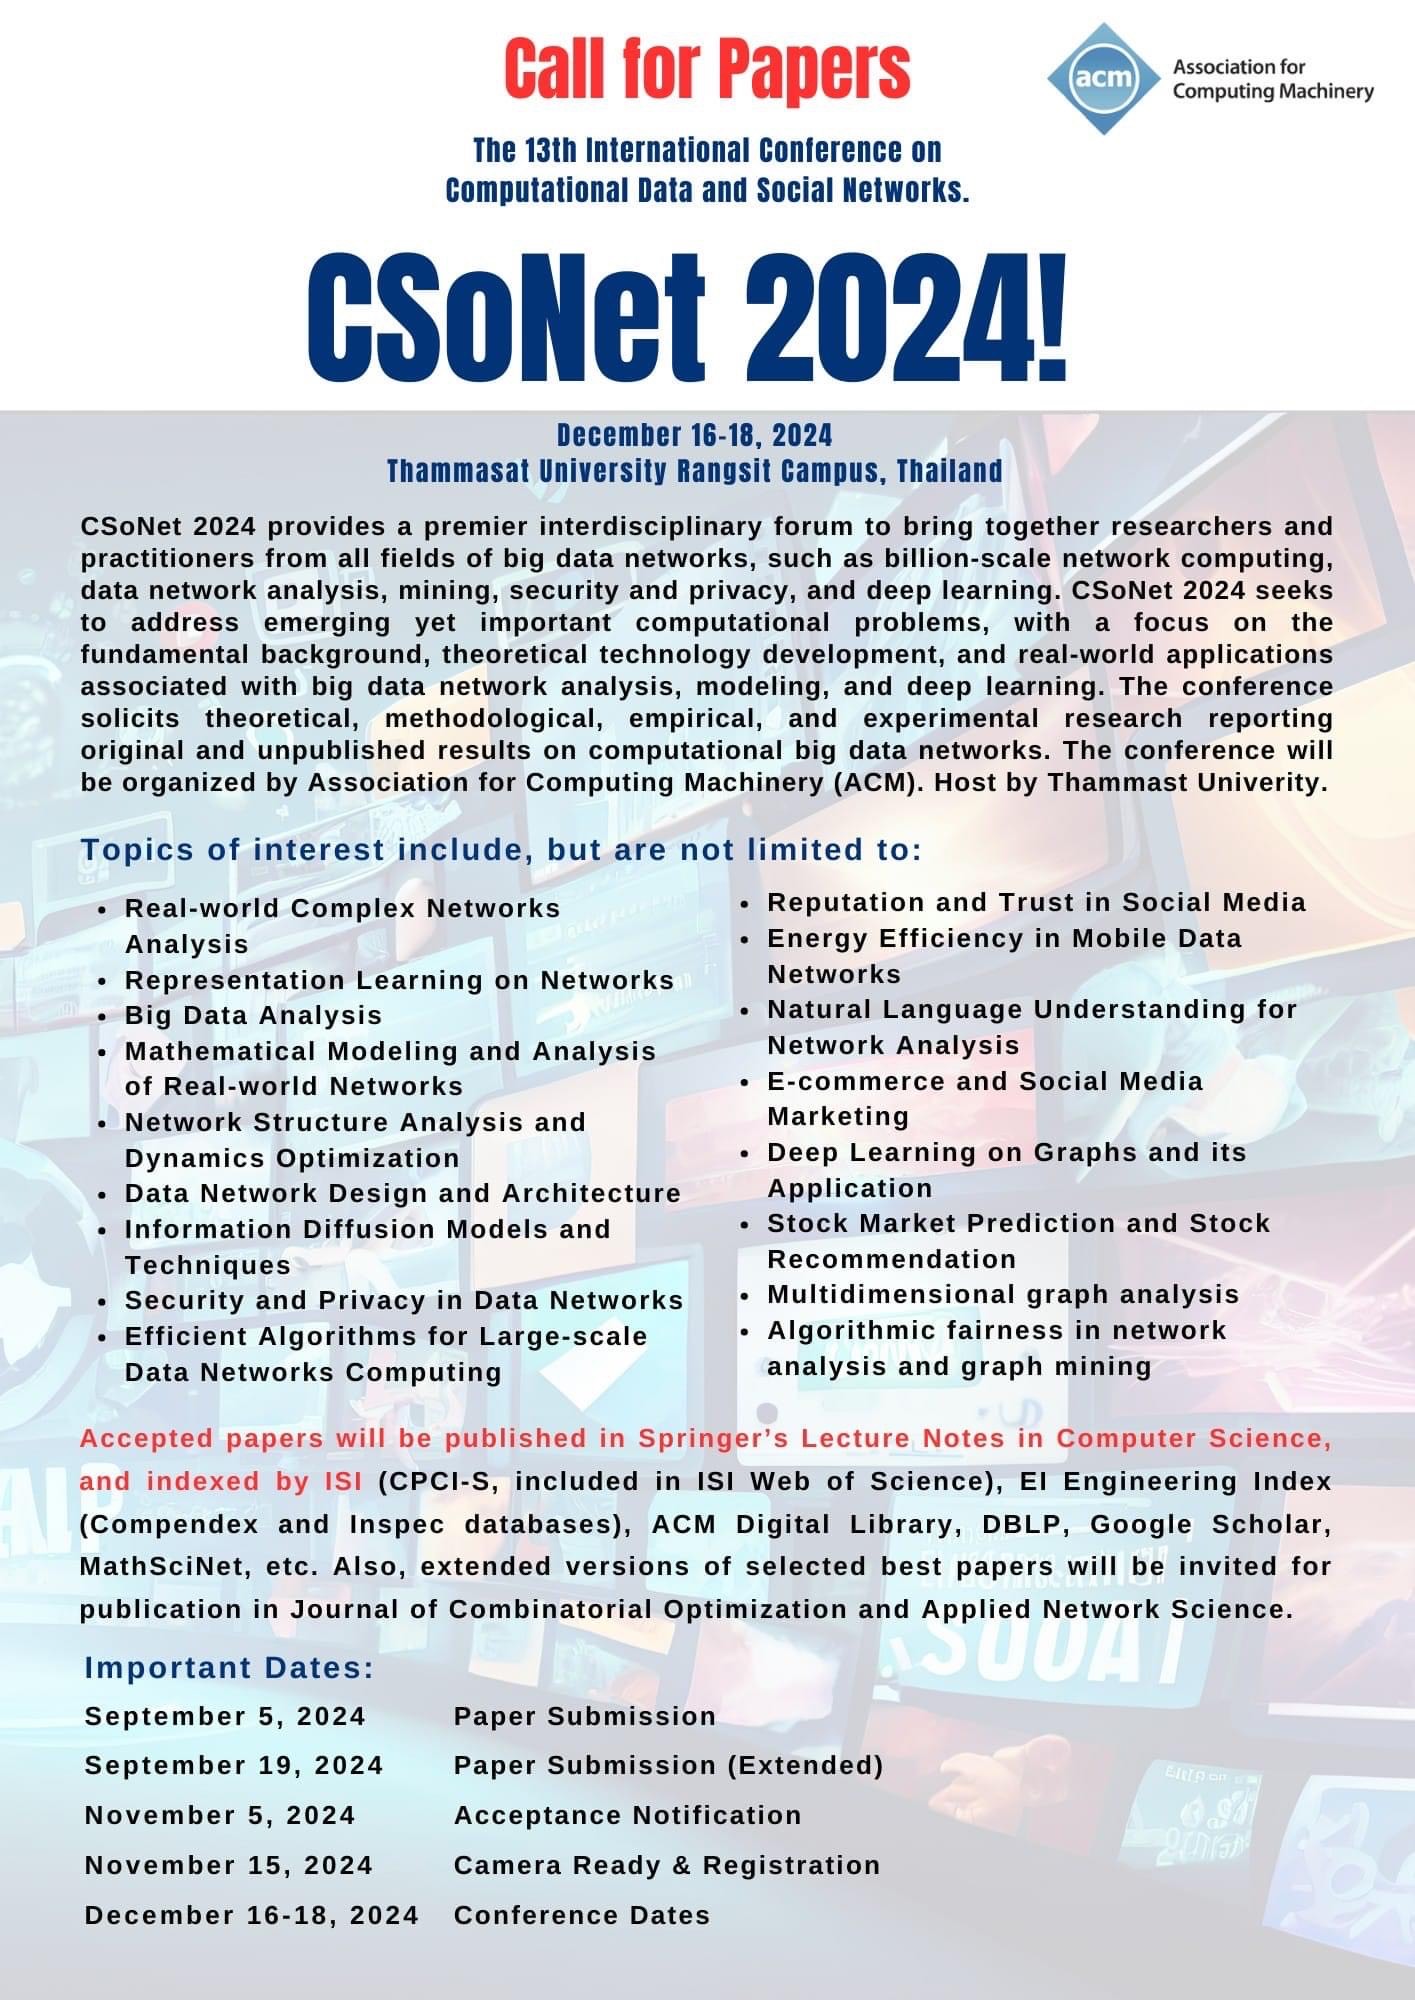 Call for Papers
acm
Association for
Computing Machinery
The 13th International Conference on
Computational Data and Social Networks.
CSoNet 2024!
December 16-18, 2024
Thammasat University Rangsit Campus, Thailand
CSoNet 2024 provides a premier interdisciplinary forum to bring together researchers and
practitioners from all fields of big data networks, such as billion-scale network computing,
data network analysis, mining, security and privacy, and deep learning. CSoNet 2024 seeks
to address emerging yet important computational problems, with a focus on the
fundamental background, theoretical technology development, and real-world applications
associated with big data network analysis, modeling, and deep learning. The conference
solicits theoretical, methodological, empirical, and experimental research reporting
original and unpublished results on computational big data networks. The conference will
be organized by Association for Computing Machinery (ACM). Host by Thammast Univerity.
Topics of interest include, but are not limited to:
• Real-world Complex Networks
Analysis
• Representation Learning on Networks
• Big Data Analysis
• Mathematical Modeling and Analysis
of Real-world Networks
• Network Structure Analysis and
Dynamics Optimization
• Data Network Design and Architecture
• Information Diffusion Models and
Techniques
• Security and Privacy in Data Networks
• Efficient Algorithms for Large-scale
Data Networks Computing
• Reputation and Trust in Social Media
• Energy Efficiency in Mobile Data
Networks
• Natural Language Understanding for
Network Analysis
• E-commerce and Social Media
Marketing
• Deep Learning on Graphs and its
Application
• Stock Market Prediction and Stock
Recommendation
• Multidimensional graph analysis
• Algorithmic fairness in network
analysis and graph mining
Accepted papers will be published in Springer's Lecture Notes in Computer Science,
and indexed by ISI (CPCI-S, included in ISI Web of Science), EI Engineering Index
(Compendex and Inspec databases), ACM Digital Library, DBLP, Google Scholar,
MathSciNet, etc. Also, extended versions of selected best papers will be invited for
publication in Journal of Combinatorial Optimization and Applied Network Science.
Important Dates:
September 5, 2024 Paper Submission
September 19, 2024 Paper Submission (Extended)
November 5, 2024 Acceptance Notification
November 15, 2024 Camera Ready & Registration
December 16-18, 2024 Conference Dates